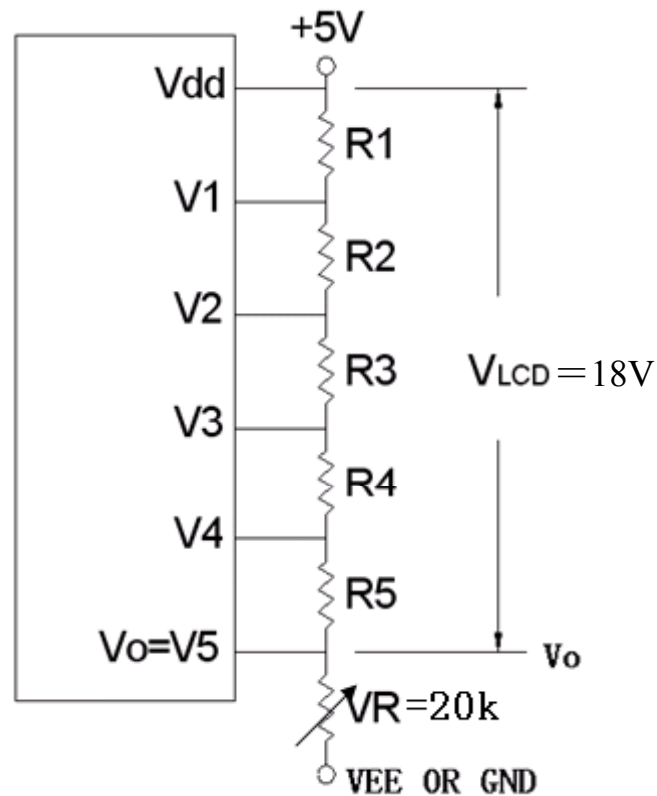 +5V
Vdd
R1
V1
R2
V2
R3
VLCD=18V
V3
R4
V4
R5
Vo=V5
Vo
VR=20k
VEE OR GND